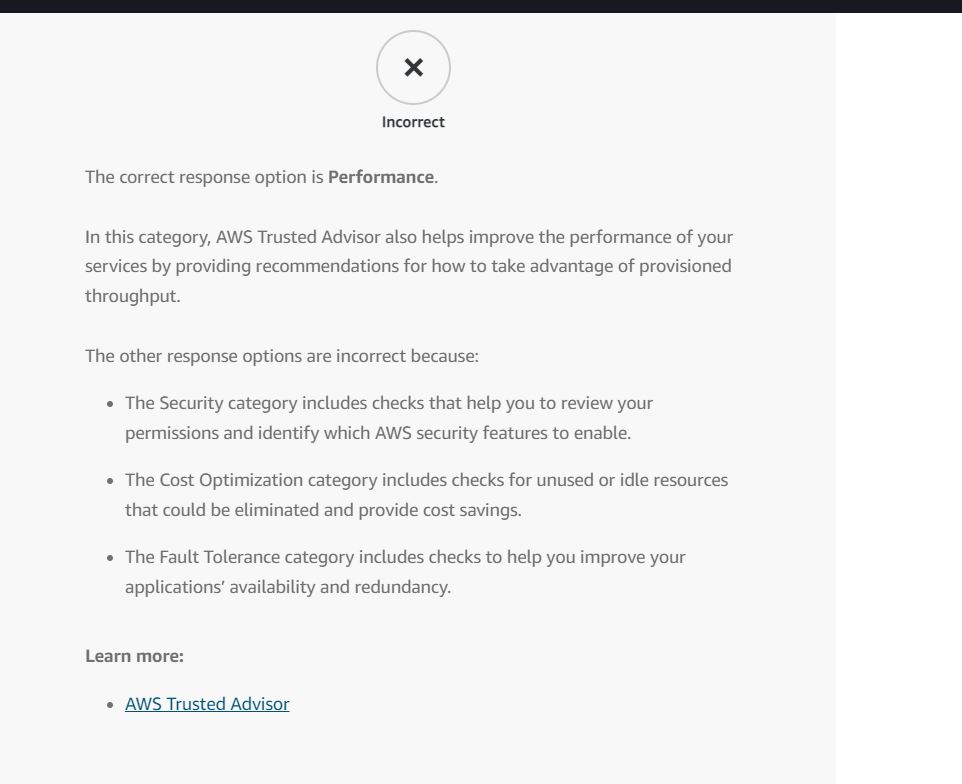 Incorrect
The correct response option is Performance.
In this category, AWS Trusted Advisor also helps improve the performance of your
services by providing recommendations for how to take advantage of provisioned
throughput.
The other response options are incorrect because:
• The Security category includes checks that help you to review your
permissions and identify which AWS security features to enable.
• The Cost Optimization category includes checks for unused or idle resources
that could be eliminated and provide cost savings.
• The Fault Tolerance category includes checks to help you improve your
applications’ availability and redundancy.
Learn more:
• AWS Trusted Advisor